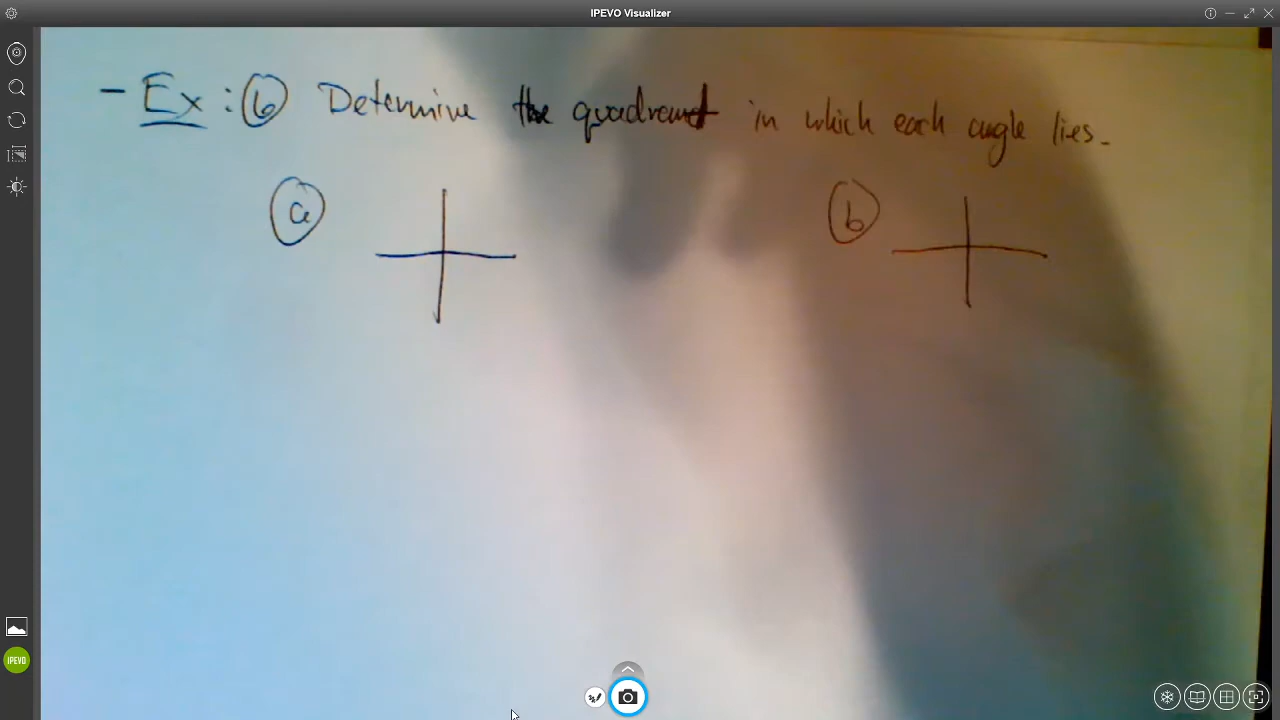 IPEVO Visualizer
- Ex : (6) Determine the quadrant in which each angle lies.
(a) (b)
IPEVO